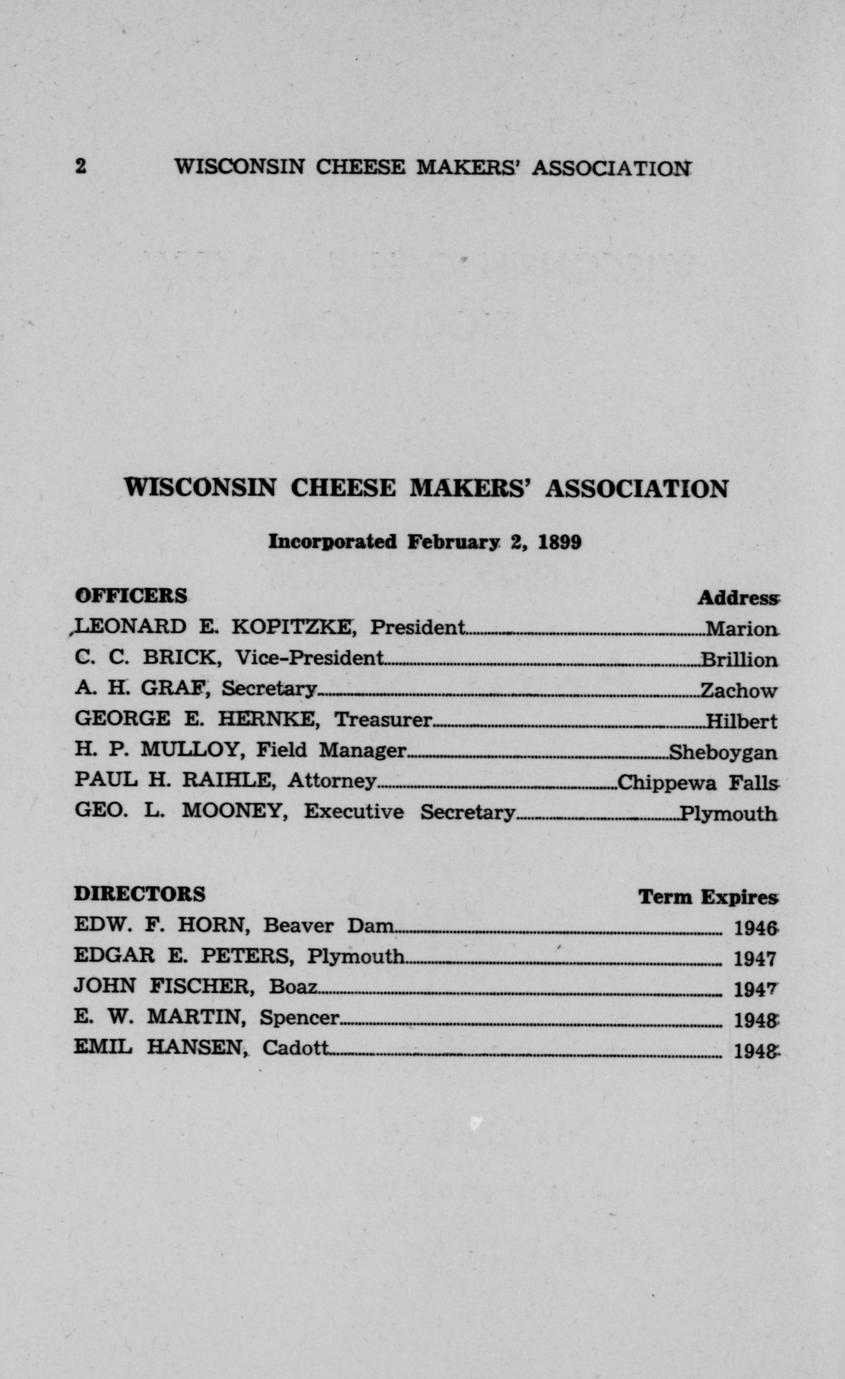 2 WISCONSIN CHEESE MAKERS' ASSOCIATION
WISCONSIN CHEESE MAKERS' ASSOCIATION
Incorporated February 2, 1899
OFFICERS Address
LEONARD E. KOPITZKE, President Marion
C. C. BRICK, Vice-President Brillion
A. H. GRAF, Secretary Zachow
GEORGE E. HERNKE, Treasurer Hilbert
H. P. MULLOY, Field Manager Sheboygan
PAUL H. RAIHLE, Attorney Chippewa Falls
GEO. L. MOONEY, Executive Secretary Plymouth
DIRECTORS Term Expires
EDW. F. HORN, Beaver Dam 1946
EDGAR E. PETERS, Plymouth 1947
JOHN FISCHER, Boaz 1947
E. W. MARTIN, Spencer 1948
EMIL HANSEN, Cadott 1948